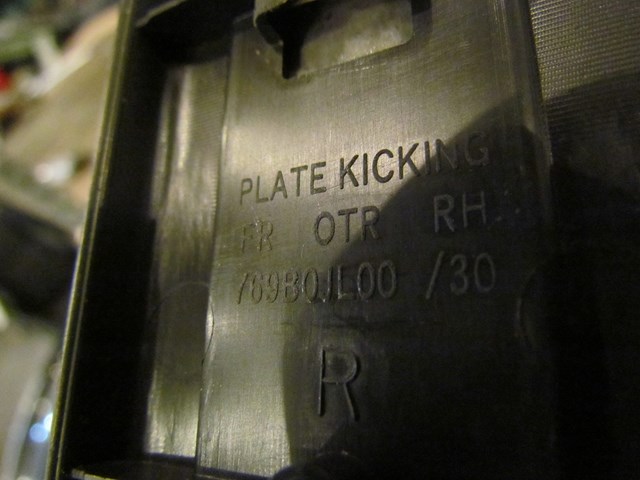 PLATE KICKING
FR OTR RH
769B0JL00 /30
R